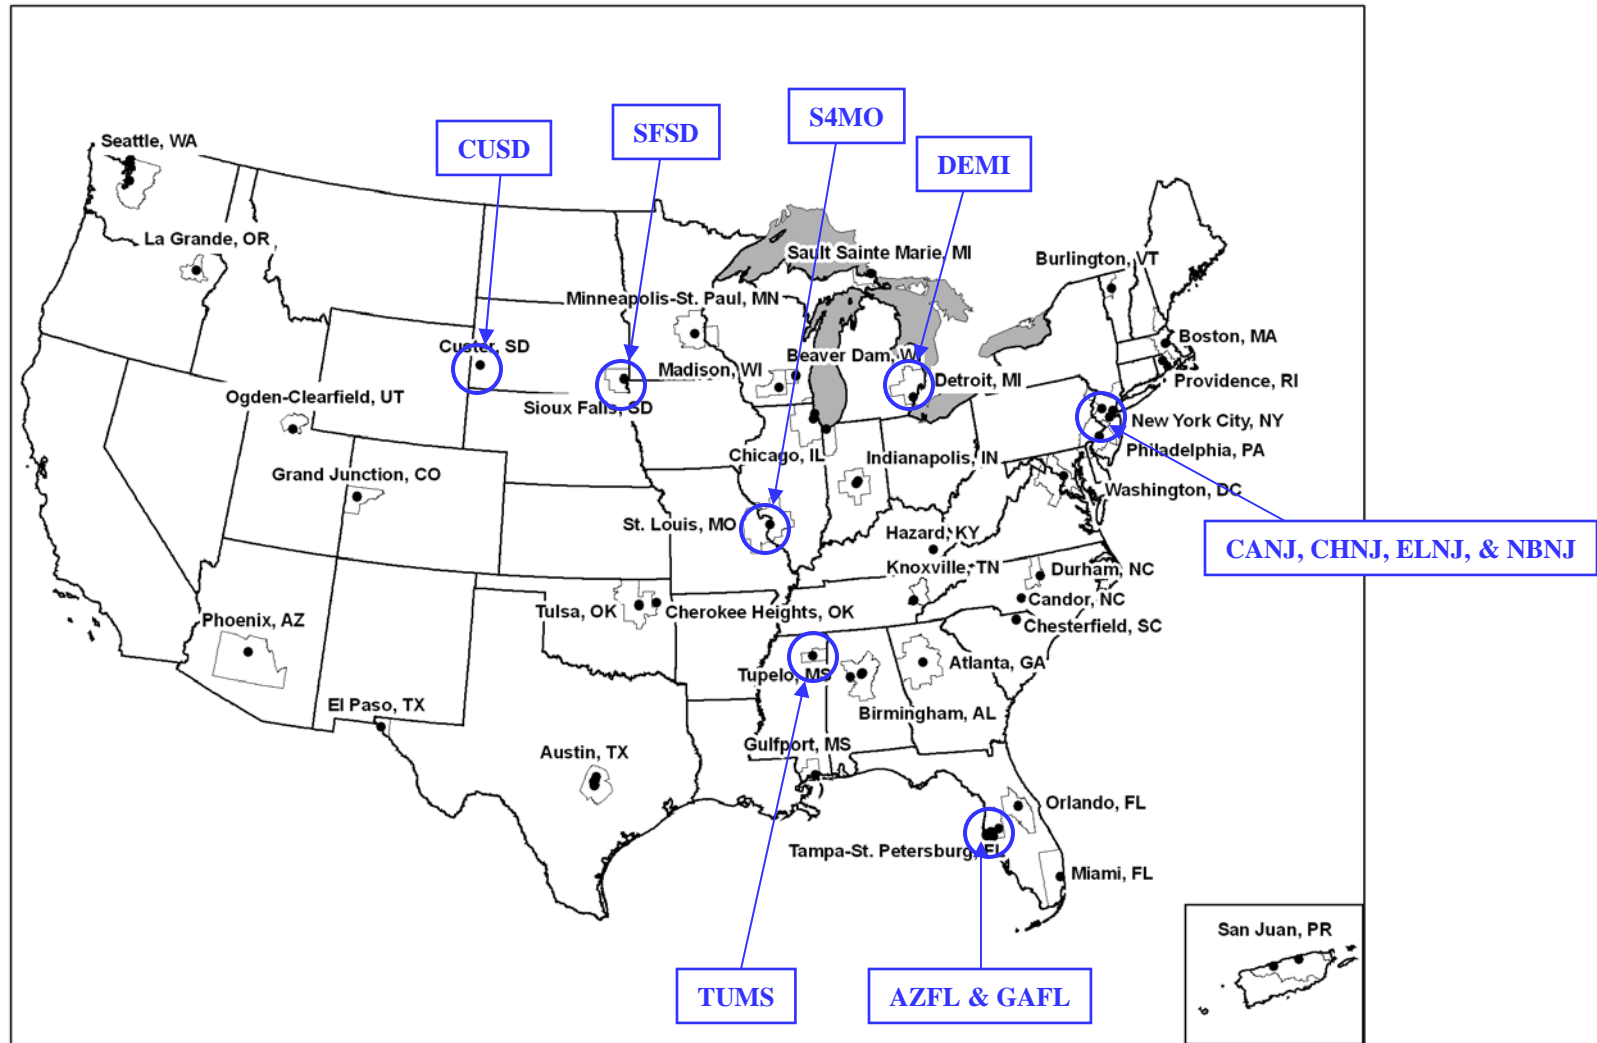 S4MO
SFSD
CUSD
DEMI
Seattle, WA
La Grande, OR
Sault Sainte Marie, MI
Burlington, VT
Minneapolis-St. Paul, MN
Boston, MA
Custer, SD
Beaver Dam, WI
Madison, WI
Detroit, MI
Providence, RI
Ogden-Clearfield, UT
Sioux Falls, SD
New York City, NY
Philadelphia, PA
Chicago, IL
Indianapolis, IN
Grand Junction, CO
Washington, DC
St. Louis, MO
Hazard, KY
CANJ, CHNJ, ELNJ, & NBNJ
Knoxville, TN
Durham, NC
Candor, NC
Tulsa, OK
Cherokee Heights, OK
Phoenix, AZ
Chesterfield, SC
Atlanta, GA
Tupelo, MS
El Paso, TX
Birmingham, AL
Gulfport, MS
Austin, TX
Orlando, FL
Tampa-St. Petersburg, FL
Miami, FL
San Juan, PR
TUMS
AZFL & GAFL